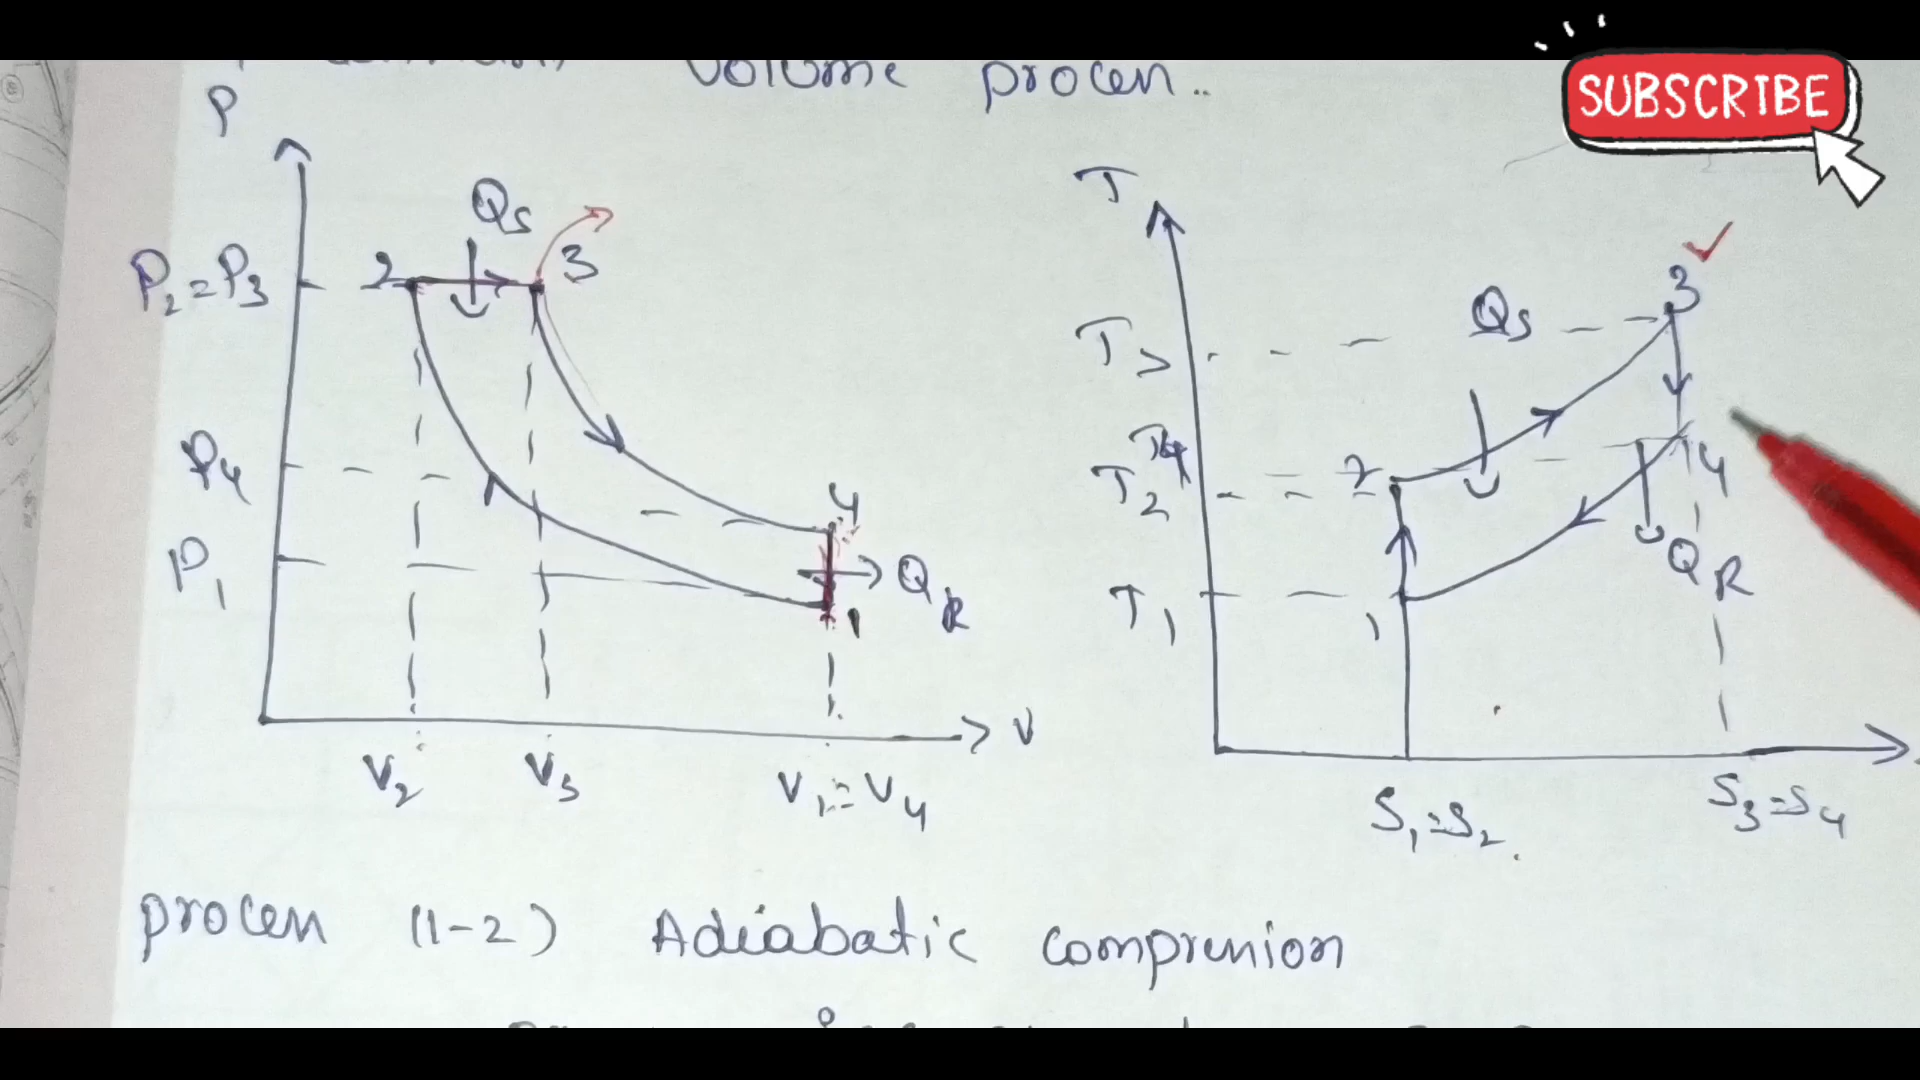 volume process..
SUBSCRIBE
P
Qs
P2=P3
2
3
P4
4
P1
QR
1
V
V2
V3
V1=V4
T
3
Qs
T3
T4
T2
2
4
QR
T1
1
S1=S2
S3=S4
process (1-2) Adiabatic compression